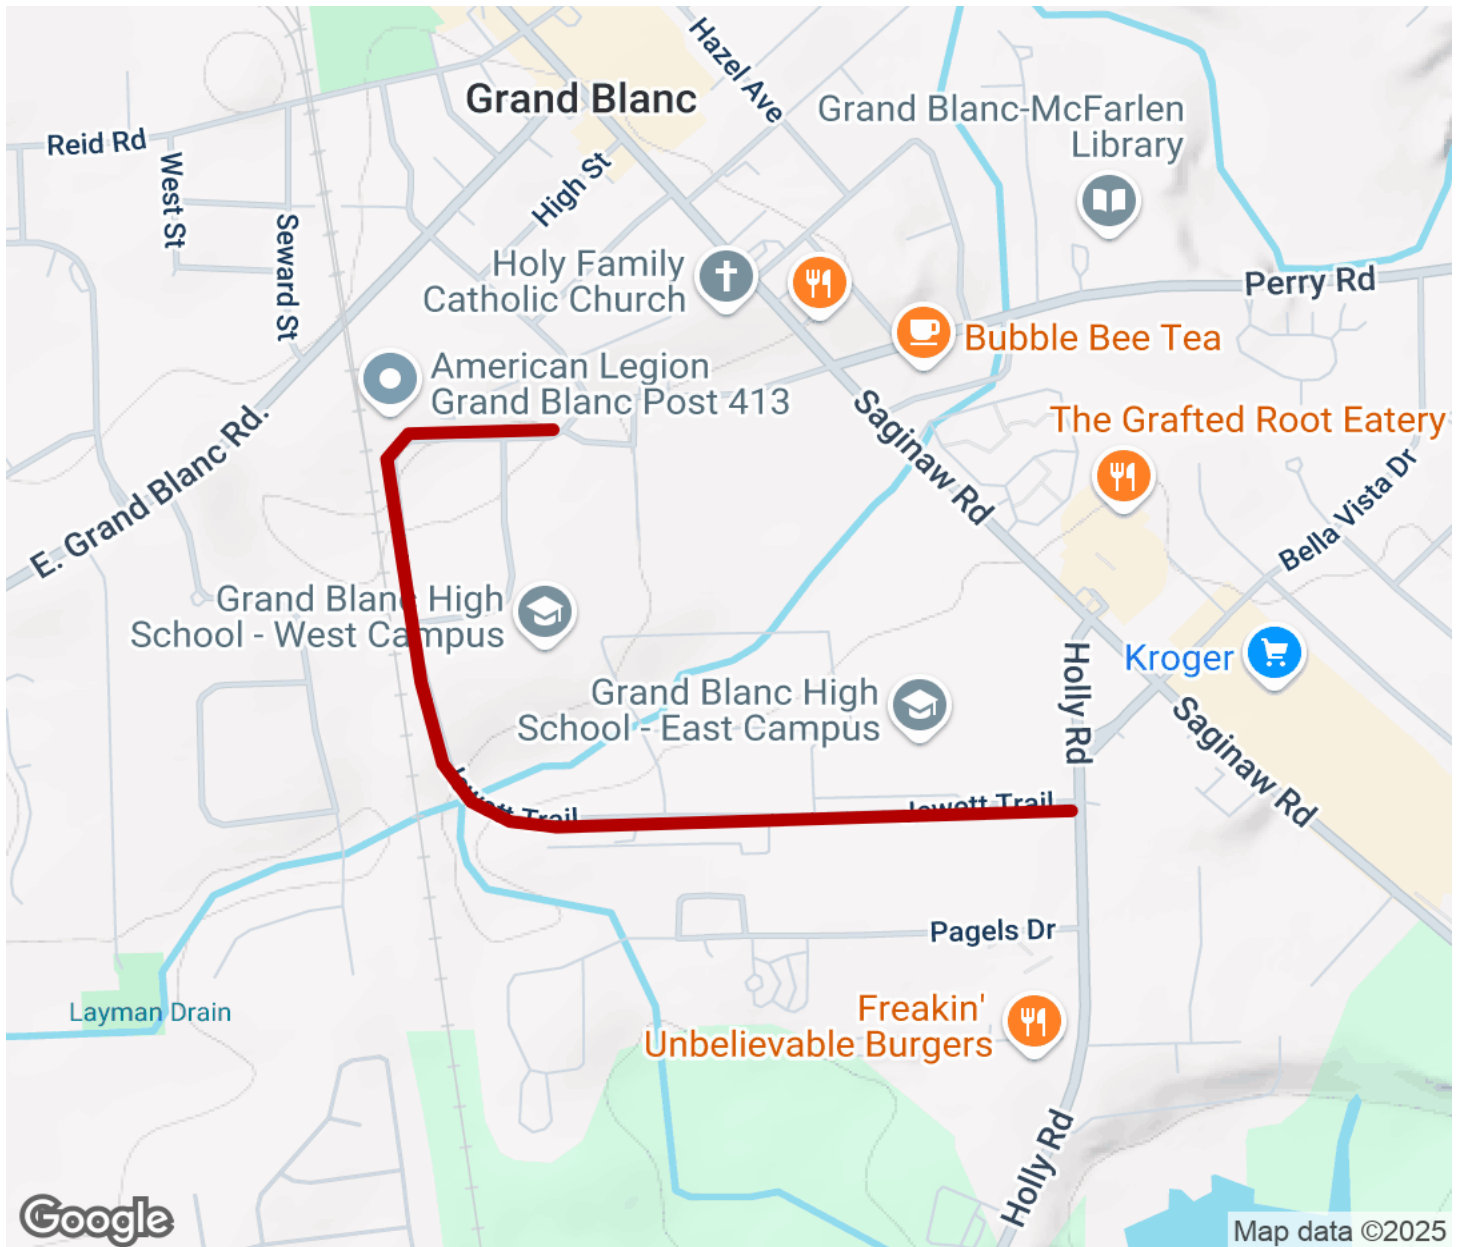 Hazel Ave
Grand Blanc
Grand Blanc-McFarlen
Library
Reid Rd
West St
High St
Seward St
Holy Family
Catholic Church
Perry Rd
Bubble Bee Tea
American Legion
Grand Blanc Post 413
Saginaw Rd
The Grafted Root Eatery
E. Grand Blanc Rd.
Bella Vista Dr
Grand Blanc High
School - West Campus
Kroger
Holly Rd
Grand Blanc High
School - East Campus
Saginaw Rd
Jewett Trail
Jewett Trail
Pagels Dr
Layman Drain
Freakin'
Unbelievable Burgers
Holly Rd
Google
Map data ©2025